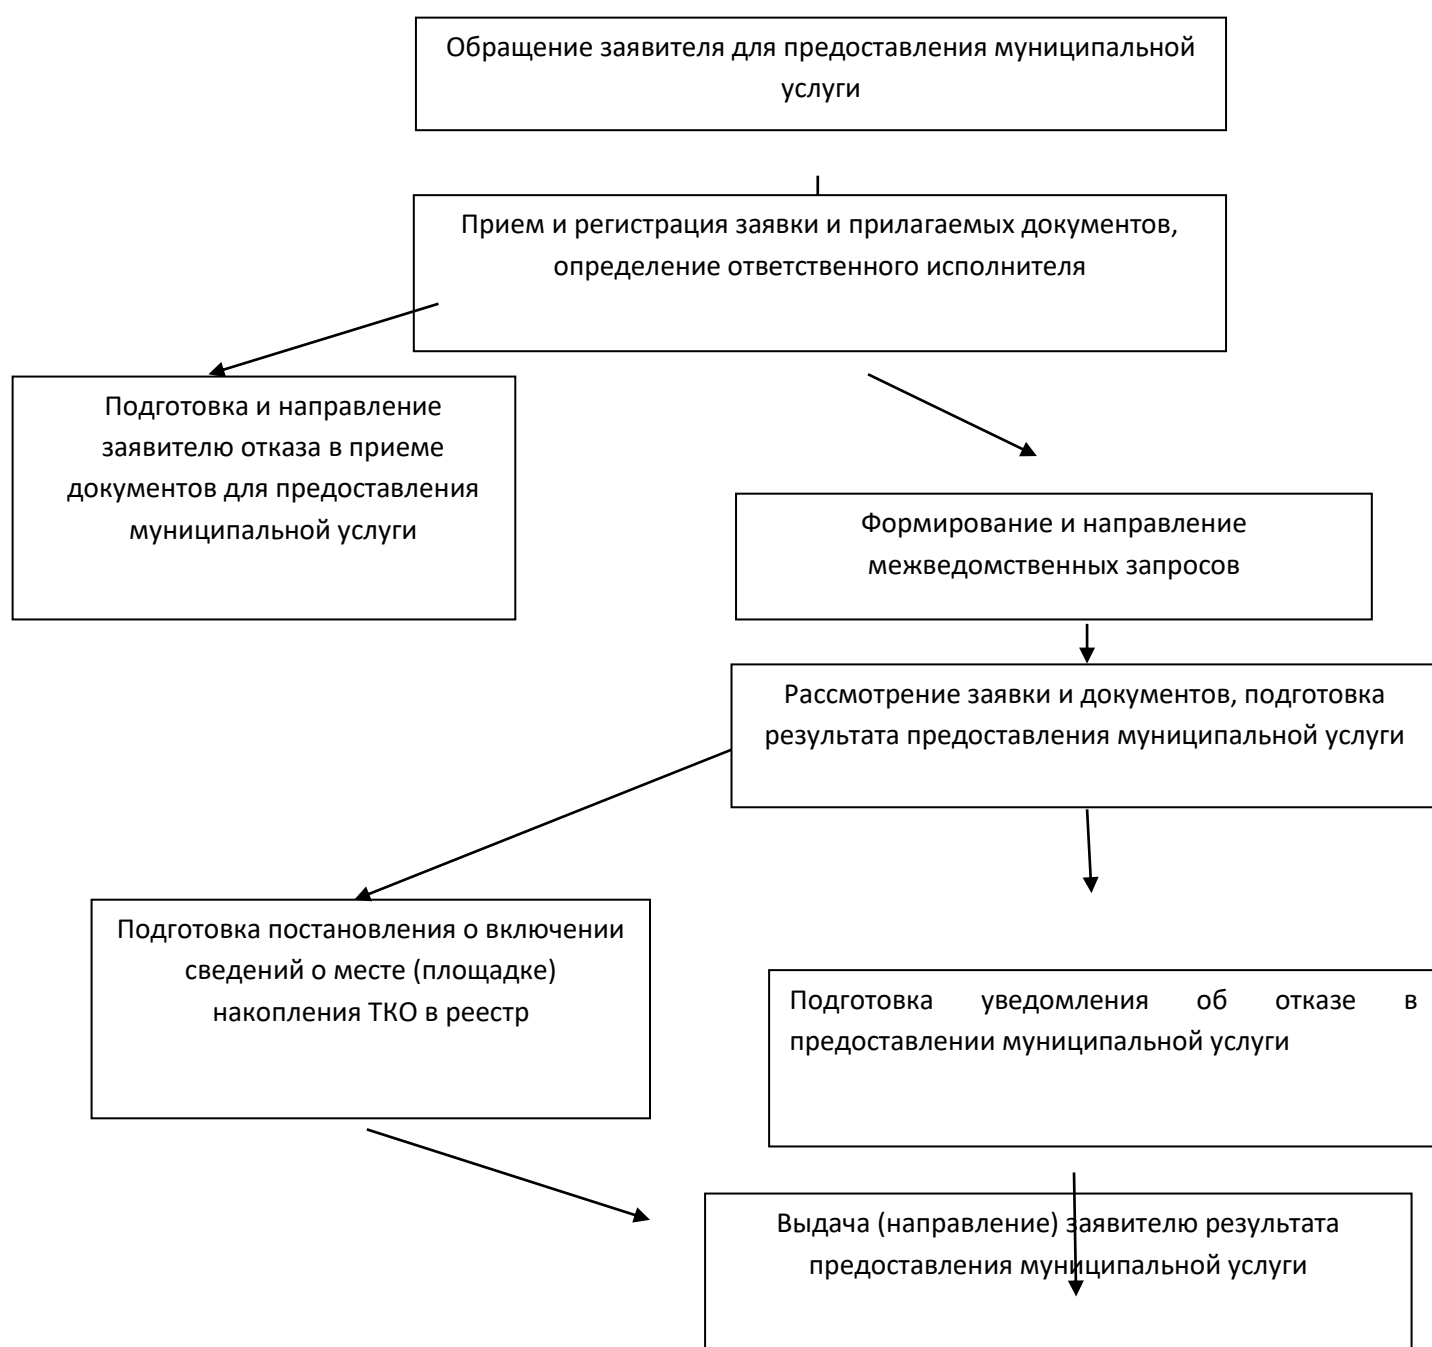 Обращение заявителя для предоставления муниципальной
услуги
Прием и регистрация заявки и прилагаемых документов,
определение ответственного исполнителя
Подготовка и направление
заявителю отказа в приеме
документов для предоставления
муниципальной услуги
Формирование и направление
межведомственных запросов
Рассмотрение заявки и документов, подготовка
результата предоставления муниципальной услуги
Подготовка постановления о включении
сведений о месте (площадке)
накопления ТКО в реестр
Подготовка уведомления об отказе в
предоставлении муниципальной услуги
Выдача (направление) заявителю результата
предоставления муниципальной услуги